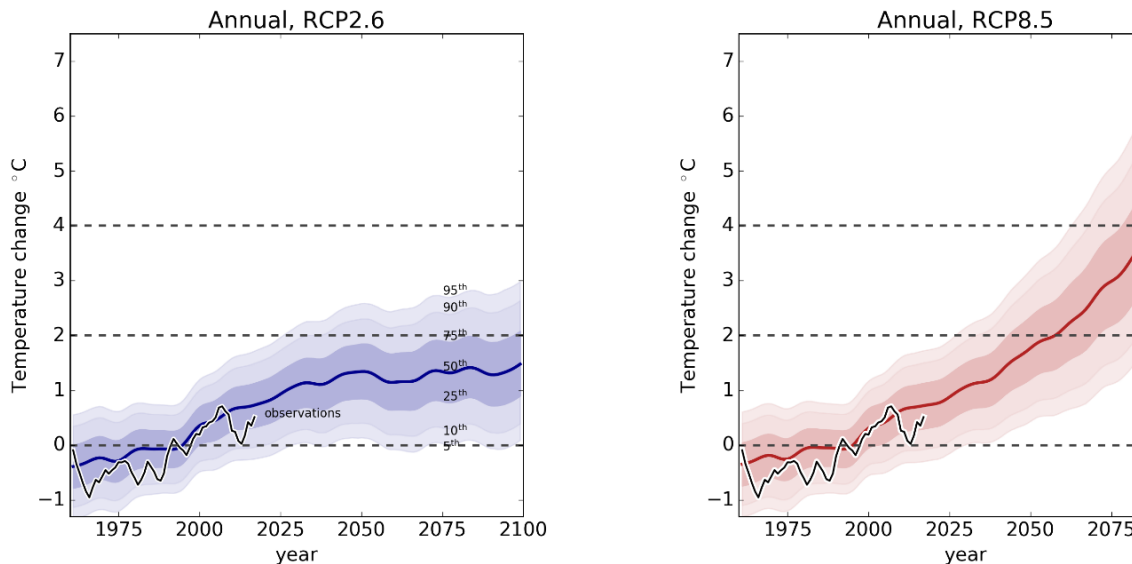 Annual, RCP2.6
7
6
5
4
3
2
1
0
−1
Temperature change °C
95th
90th
75th
50th
25th
10th
5th
observations
1975 2000 2025 2050 2075 2100
year
Annual, RCP8.5
7
6
5
4
3
2
1
0
−1
Temperature change °C
1975 2000 2025 2050
year